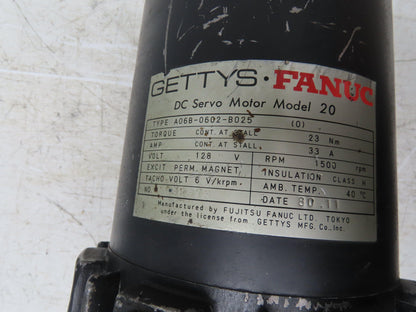 GETTYS · FANUC
DC Servo Motor Model 20
TYPE A06B-0602-B025 (0)
TORQUE CONT. AT STALL 23 Nm
AMP CONT. AT STALL 33 A
VOLT 128 V RPM 1500 rpm
EXCIT PERM. MAGNET INSULATION CLASS H
TACHO-VOLT 6 V/krpm AMB. TEMP. 40 °C
NO DATE 80.11
Manufactured by FUJITSU FANUC LTD. TOKYO
under the license from GETTYS MFG. Co., Inc.